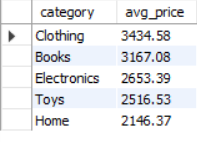 category avg_price
Clothing 3434.58
Books 3167.08
Electronics 2653.39
Toys 2516.53
Home 2146.37